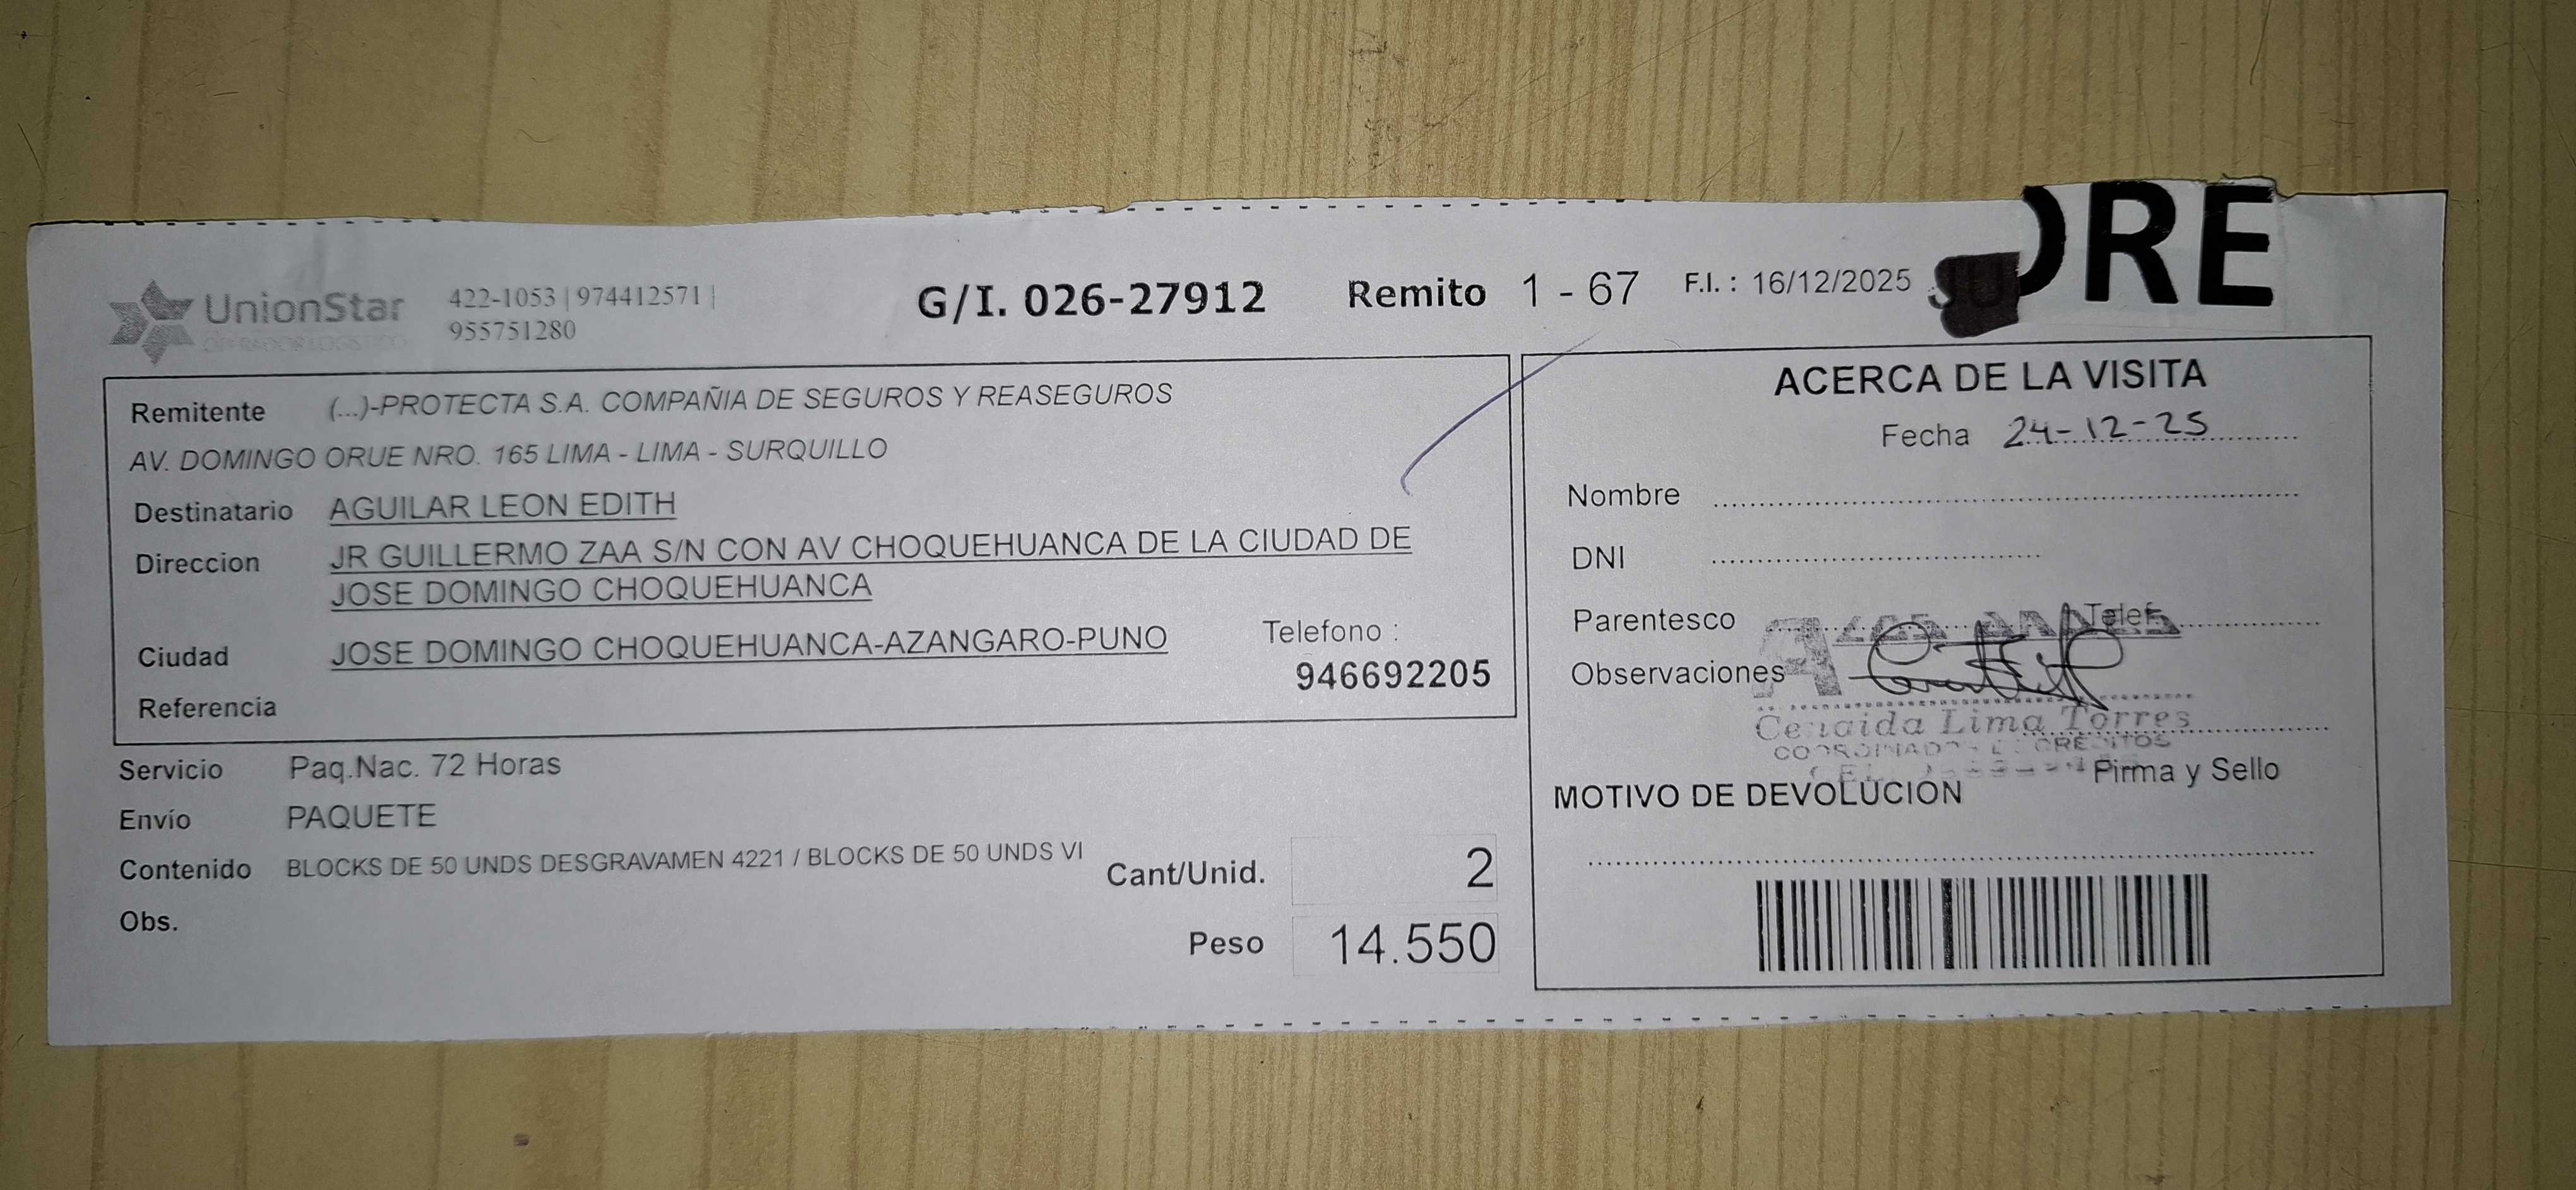 UnionStar
OPERADOR LOGISTICO
422-1053 | 974412571 |
955751280
G/I. 026-27912 Remito 1 - 67 F.I. : 16/12/2025
RE
Remitente (...)-PROTECTA S.A. COMPAÑIA DE SEGUROS Y REASEGUROS
AV. DOMINGO ORUE NRO. 165 LIMA - LIMA - SURQUILLO
Destinatario AGUILAR LEON EDITH
Direccion JR GUILLERMO ZAA S/N CON AV CHOQUEHUANCA DE LA CIUDAD DE
JOSE DOMINGO CHOQUEHUANCA
Ciudad JOSE DOMINGO CHOQUEHUANCA-AZANGARO-PUNO
Telefono :
946692205
Referencia
Servicio Paq.Nac. 72 Horas
Envío PAQUETE
Contenido BLOCKS DE 50 UNDS DESGRAVAMEN 4221 / BLOCKS DE 50 UNDS VI
Obs.
Cant/Unid. 2
Peso 14.550
ACERCA DE LA VISITA
Fecha 24-12-25
Nombre
DNI
Parentesco Telef.
Observaciones
LOS ANDES
Cenaida Lima Torres
Firma y Sello
MOTIVO DE DEVOLUCION